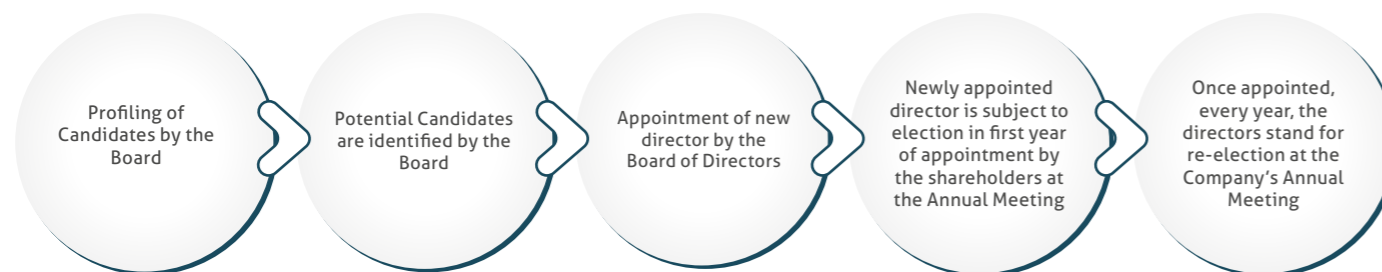 Profiling of
Candidates by the
Board
Potential Candidates
are identified by the
Board
Appointment of new
director by the
Board of Directors
Newly appointed
director is subject to
election in first year
of appointment by
the shareholders at
the Annual Meeting
Once appointed,
every year, the
directors stand for
re-election at the
Company’s Annual
Meeting